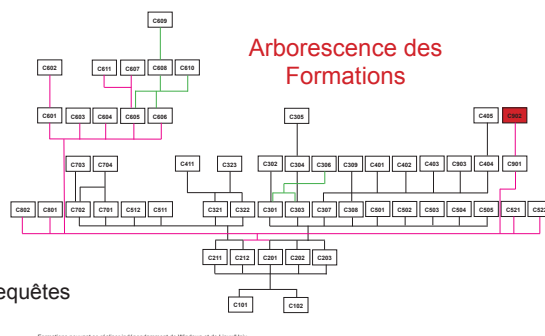 C609
Arborescence des
Formations
C602 C611 C607 C608 C610
C601 C603 C604 C605 C606
C305 C405
C703 C704 C411 C323 C302 C304 C306 C309 C401 C402 C403 C903 C404 C901
C802 C801 C702 C701 C512 C511 C321 C322 C301 C303 C307 C308 C501 C502 C503 C504 C505 C521 C522
C211 C212 C201 C202 C203
equêtes
C101 C102